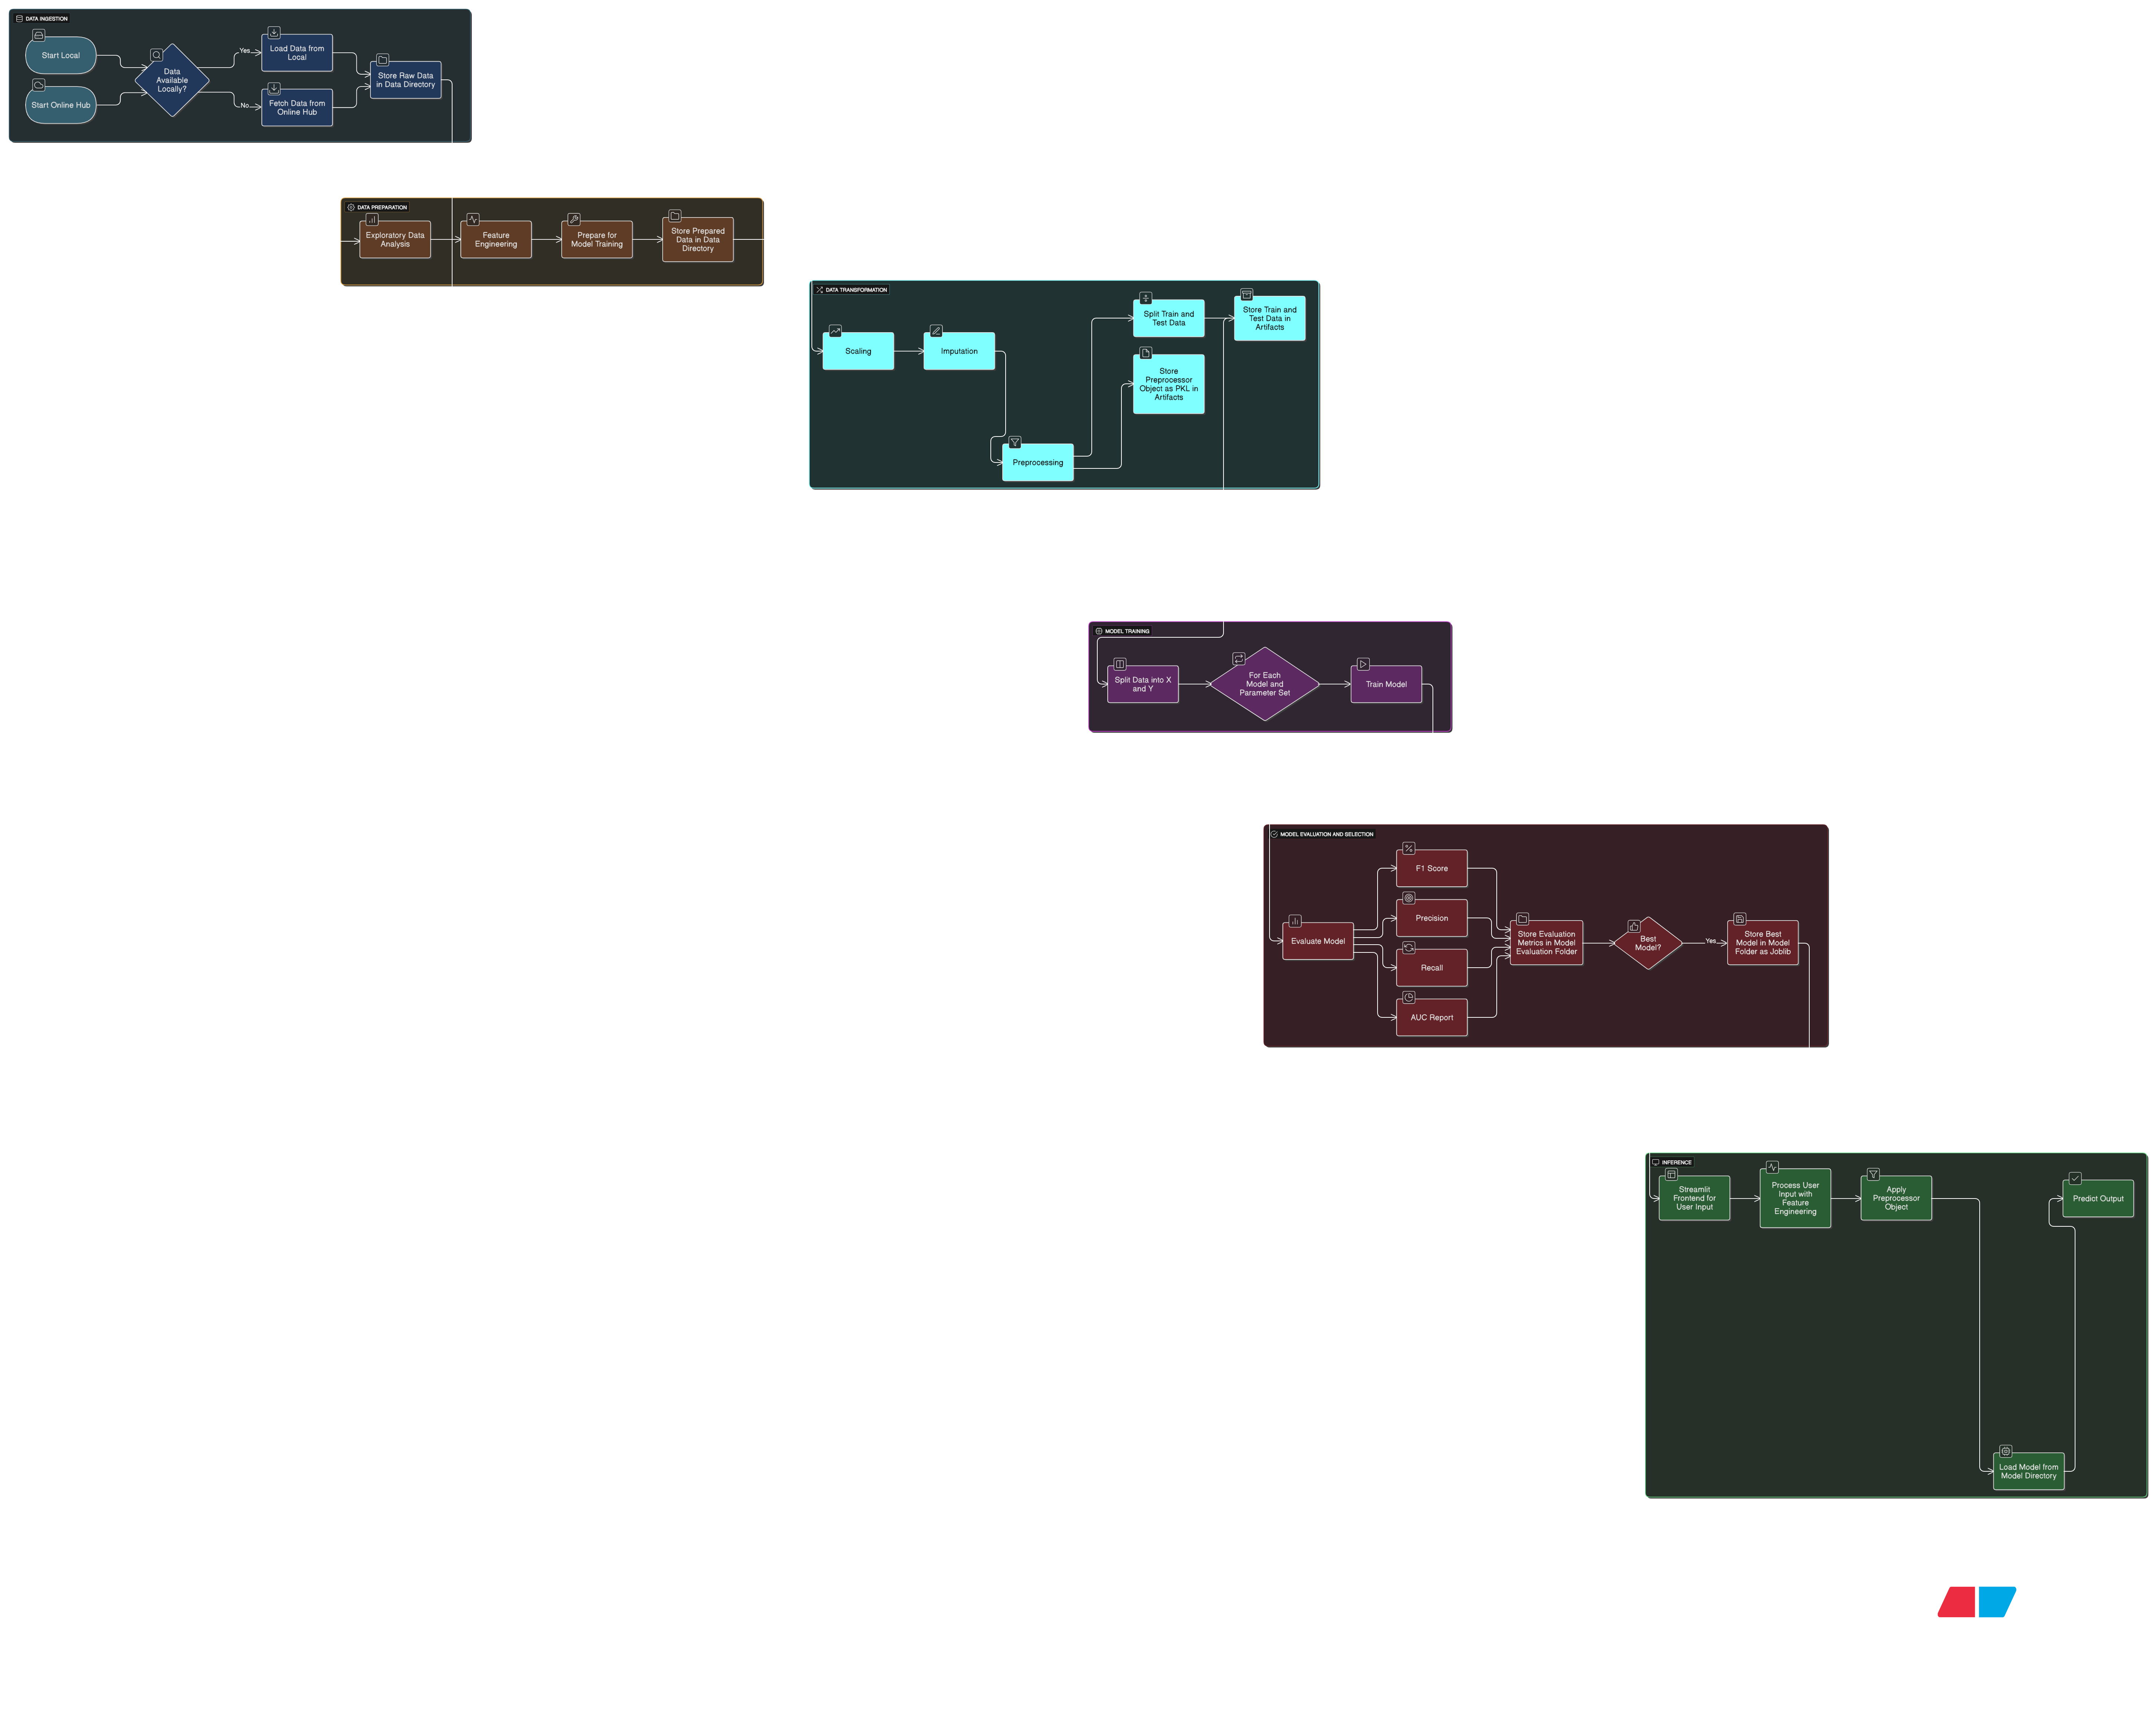 DATA INGESTION
Start Local
Start Online Hub
Data
Available
Locally?
Yes
No
Load Data from
Local
Fetch Data from
Online Hub
Store Raw Data
in Data Directory
DATA PREPARATION
Exploratory Data
Analysis
Feature
Engineering
Prepare for
Model Training
Store Prepared
Data in Data
Directory
DATA TRANSFORMATION
Scaling
Imputation
Preprocessing
Split Train and
Test Data
Store
Preprocessor
Object as PKL in
Artifacts
Store Train and
Test Data in
Artifacts
MODEL TRAINING
Split Data into X
and Y
For Each
Model and
Parameter Set
Train Model
MODEL EVALUATION AND SELECTION
Evaluate Model
F1 Score
Precision
Recall
AUC Report
Store Evaluation
Metrics in Model
Evaluation Folder
Best
Model?
Yes
Store Best
Model in Model
Folder as Joblib
INFERENCE
Streamlit
Frontend for
User Input
Process User
Input with
Feature
Engineering
Apply
Preprocessor
Object
Load Model from
Model Directory
Predict Output